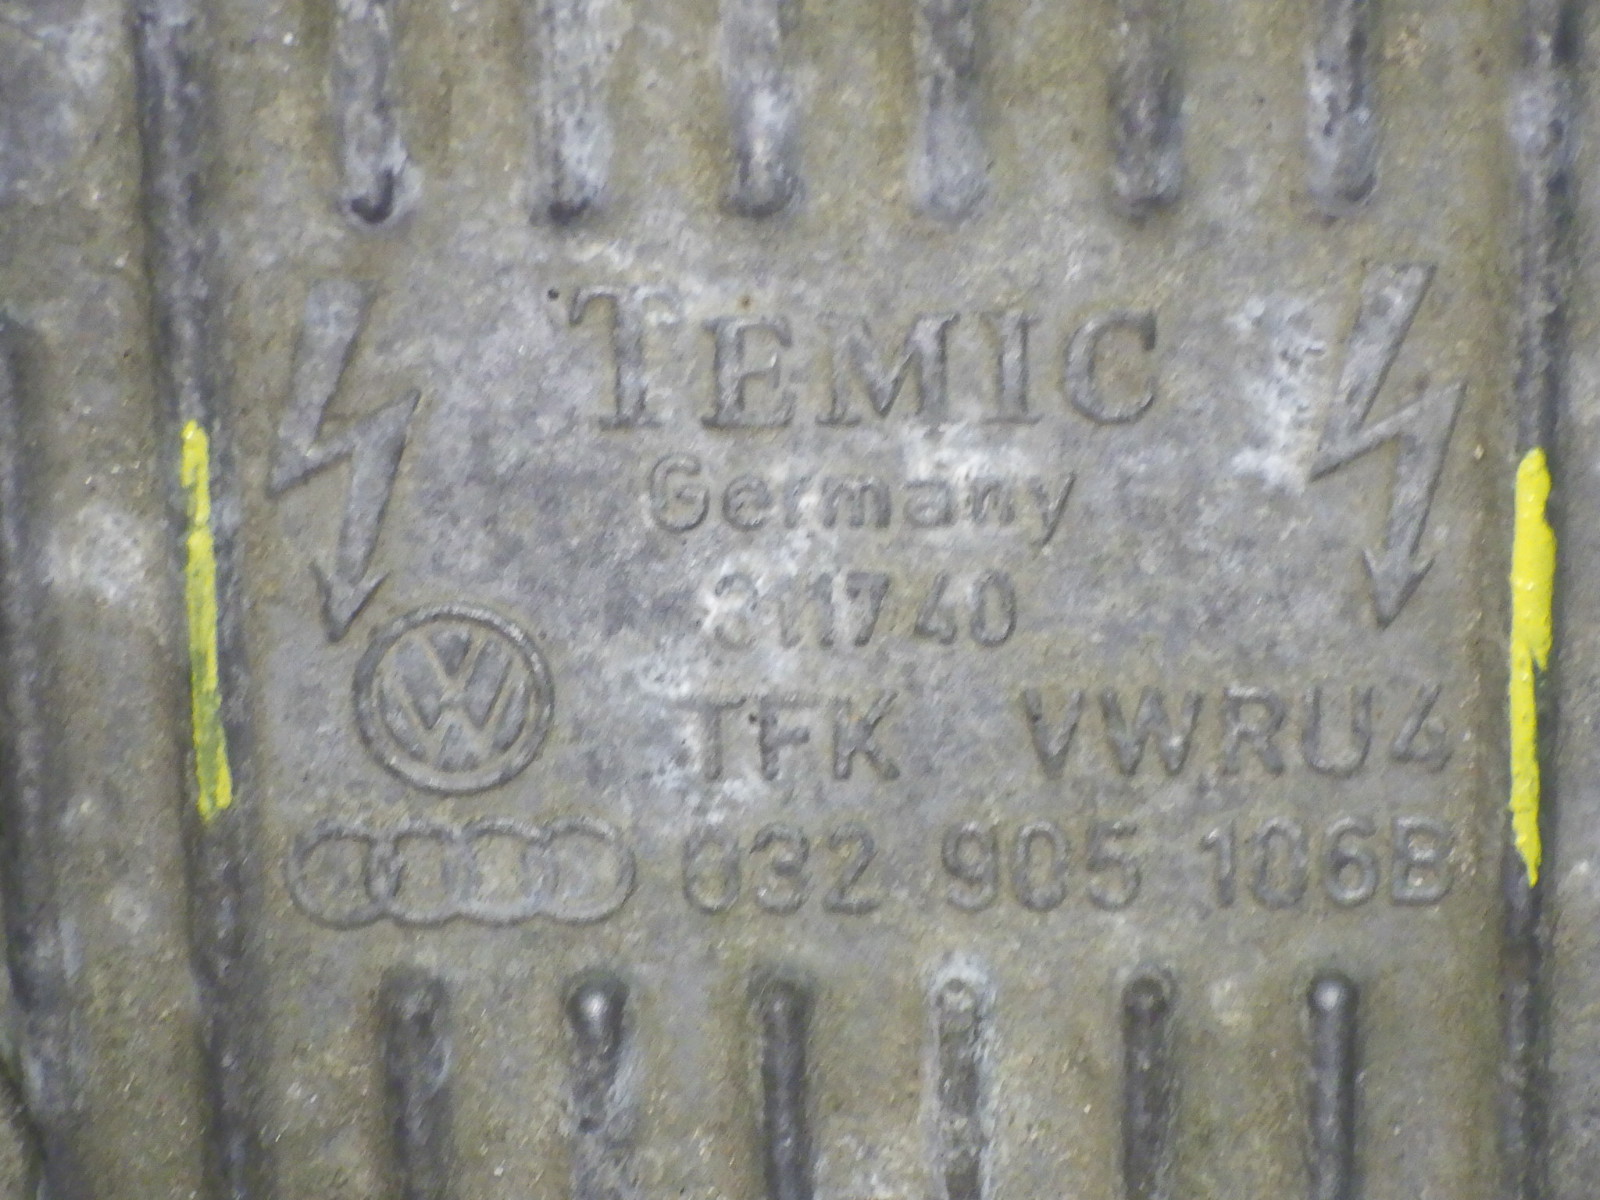 TEMIC
Germany
311740
TFK VWRU4
032 905 106B